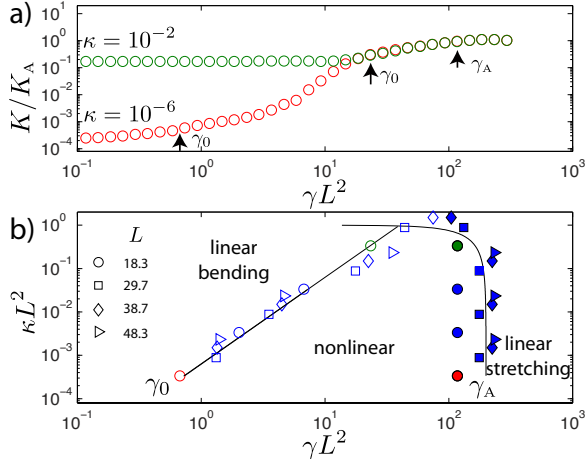 a)
K/K_A
10^1
10^0
10^-1
10^-2
10^-3
10^-4
κ = 10^-2
κ = 10^-6
γ_0
γ_0
γ_A
10^-1 10^0 10^1 10^2 10^3
γL^2
b)
κL^2
10^0
10^-1
10^-2
10^-3
10^-4
L
18.3
29.7
38.7
48.3
linear
bending
nonlinear
linear
stretching
γ_0
γ_A
10^-1 10^0 10^1 10^2 10^3
γL^2